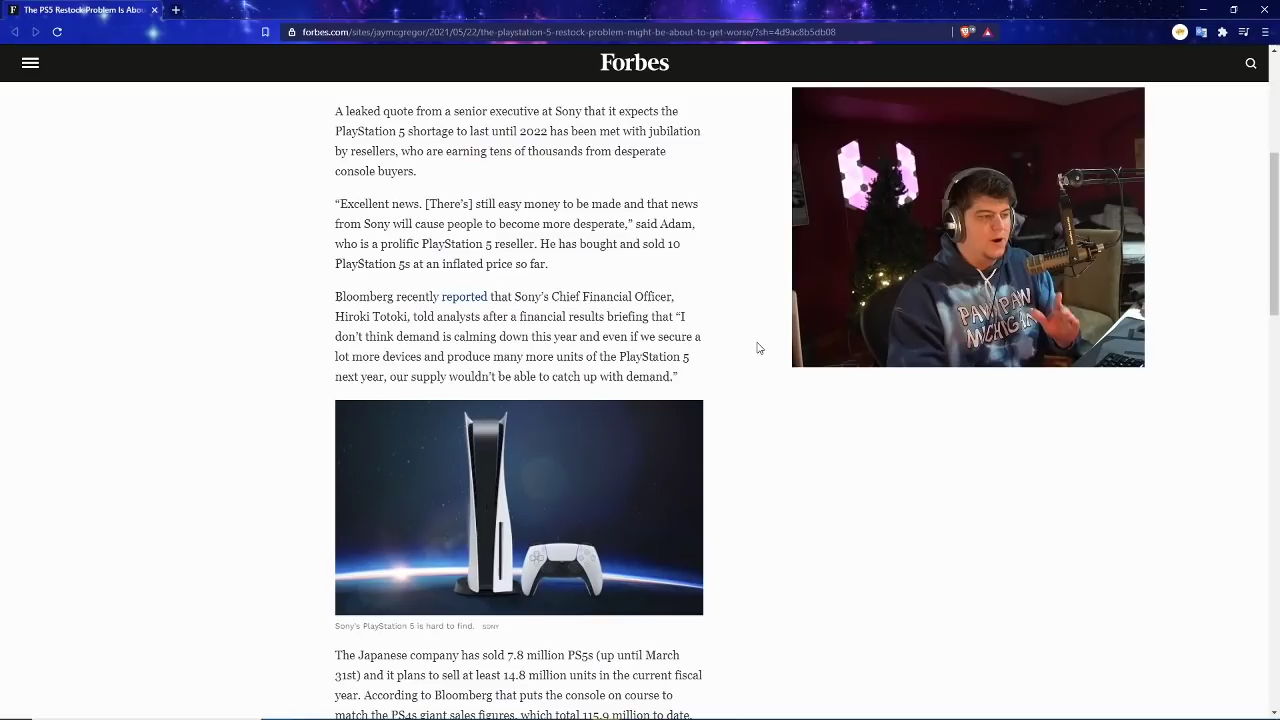 The PS5 Restock Problem Is Abou
forbes.com/sites/jaymcgregor/2021/05/22/the-playstation-5-restock-problem-might-be-about-to-get-worse/?sh=4d9ac8b5db08
Forbes
A leaked quote from a senior executive at Sony that it expects the
PlayStation 5 shortage to last until 2022 has been met with jubilation
by resellers, who are earning tens of thousands from desperate
console buyers.
“Excellent news. [There’s] still easy money to be made and that news
from Sony will cause people to become more desperate,” said Adam,
who is a prolific PlayStation 5 reseller. He has bought and sold 10
PlayStation 5s at an inflated price so far.
Bloomberg recently reported that Sony’s Chief Financial Officer,
Hiroki Totoki, told analysts after a financial results briefing that “I
don’t think demand is calming down this year and even if we secure a
lot more devices and produce many more units of the PlayStation 5
next year, our supply wouldn’t be able to catch up with demand.”
PAW PAW
MICHIGAN
Sony's PlayStation 5 is hard to find. SONY
The Japanese company has sold 7.8 million PS5s (up until March
31st) and it plans to sell at least 14.8 million units in the current fiscal
year. According to Bloomberg that puts the console on course to
match the PS4s giant sales figures, which total 115.9 million to date.